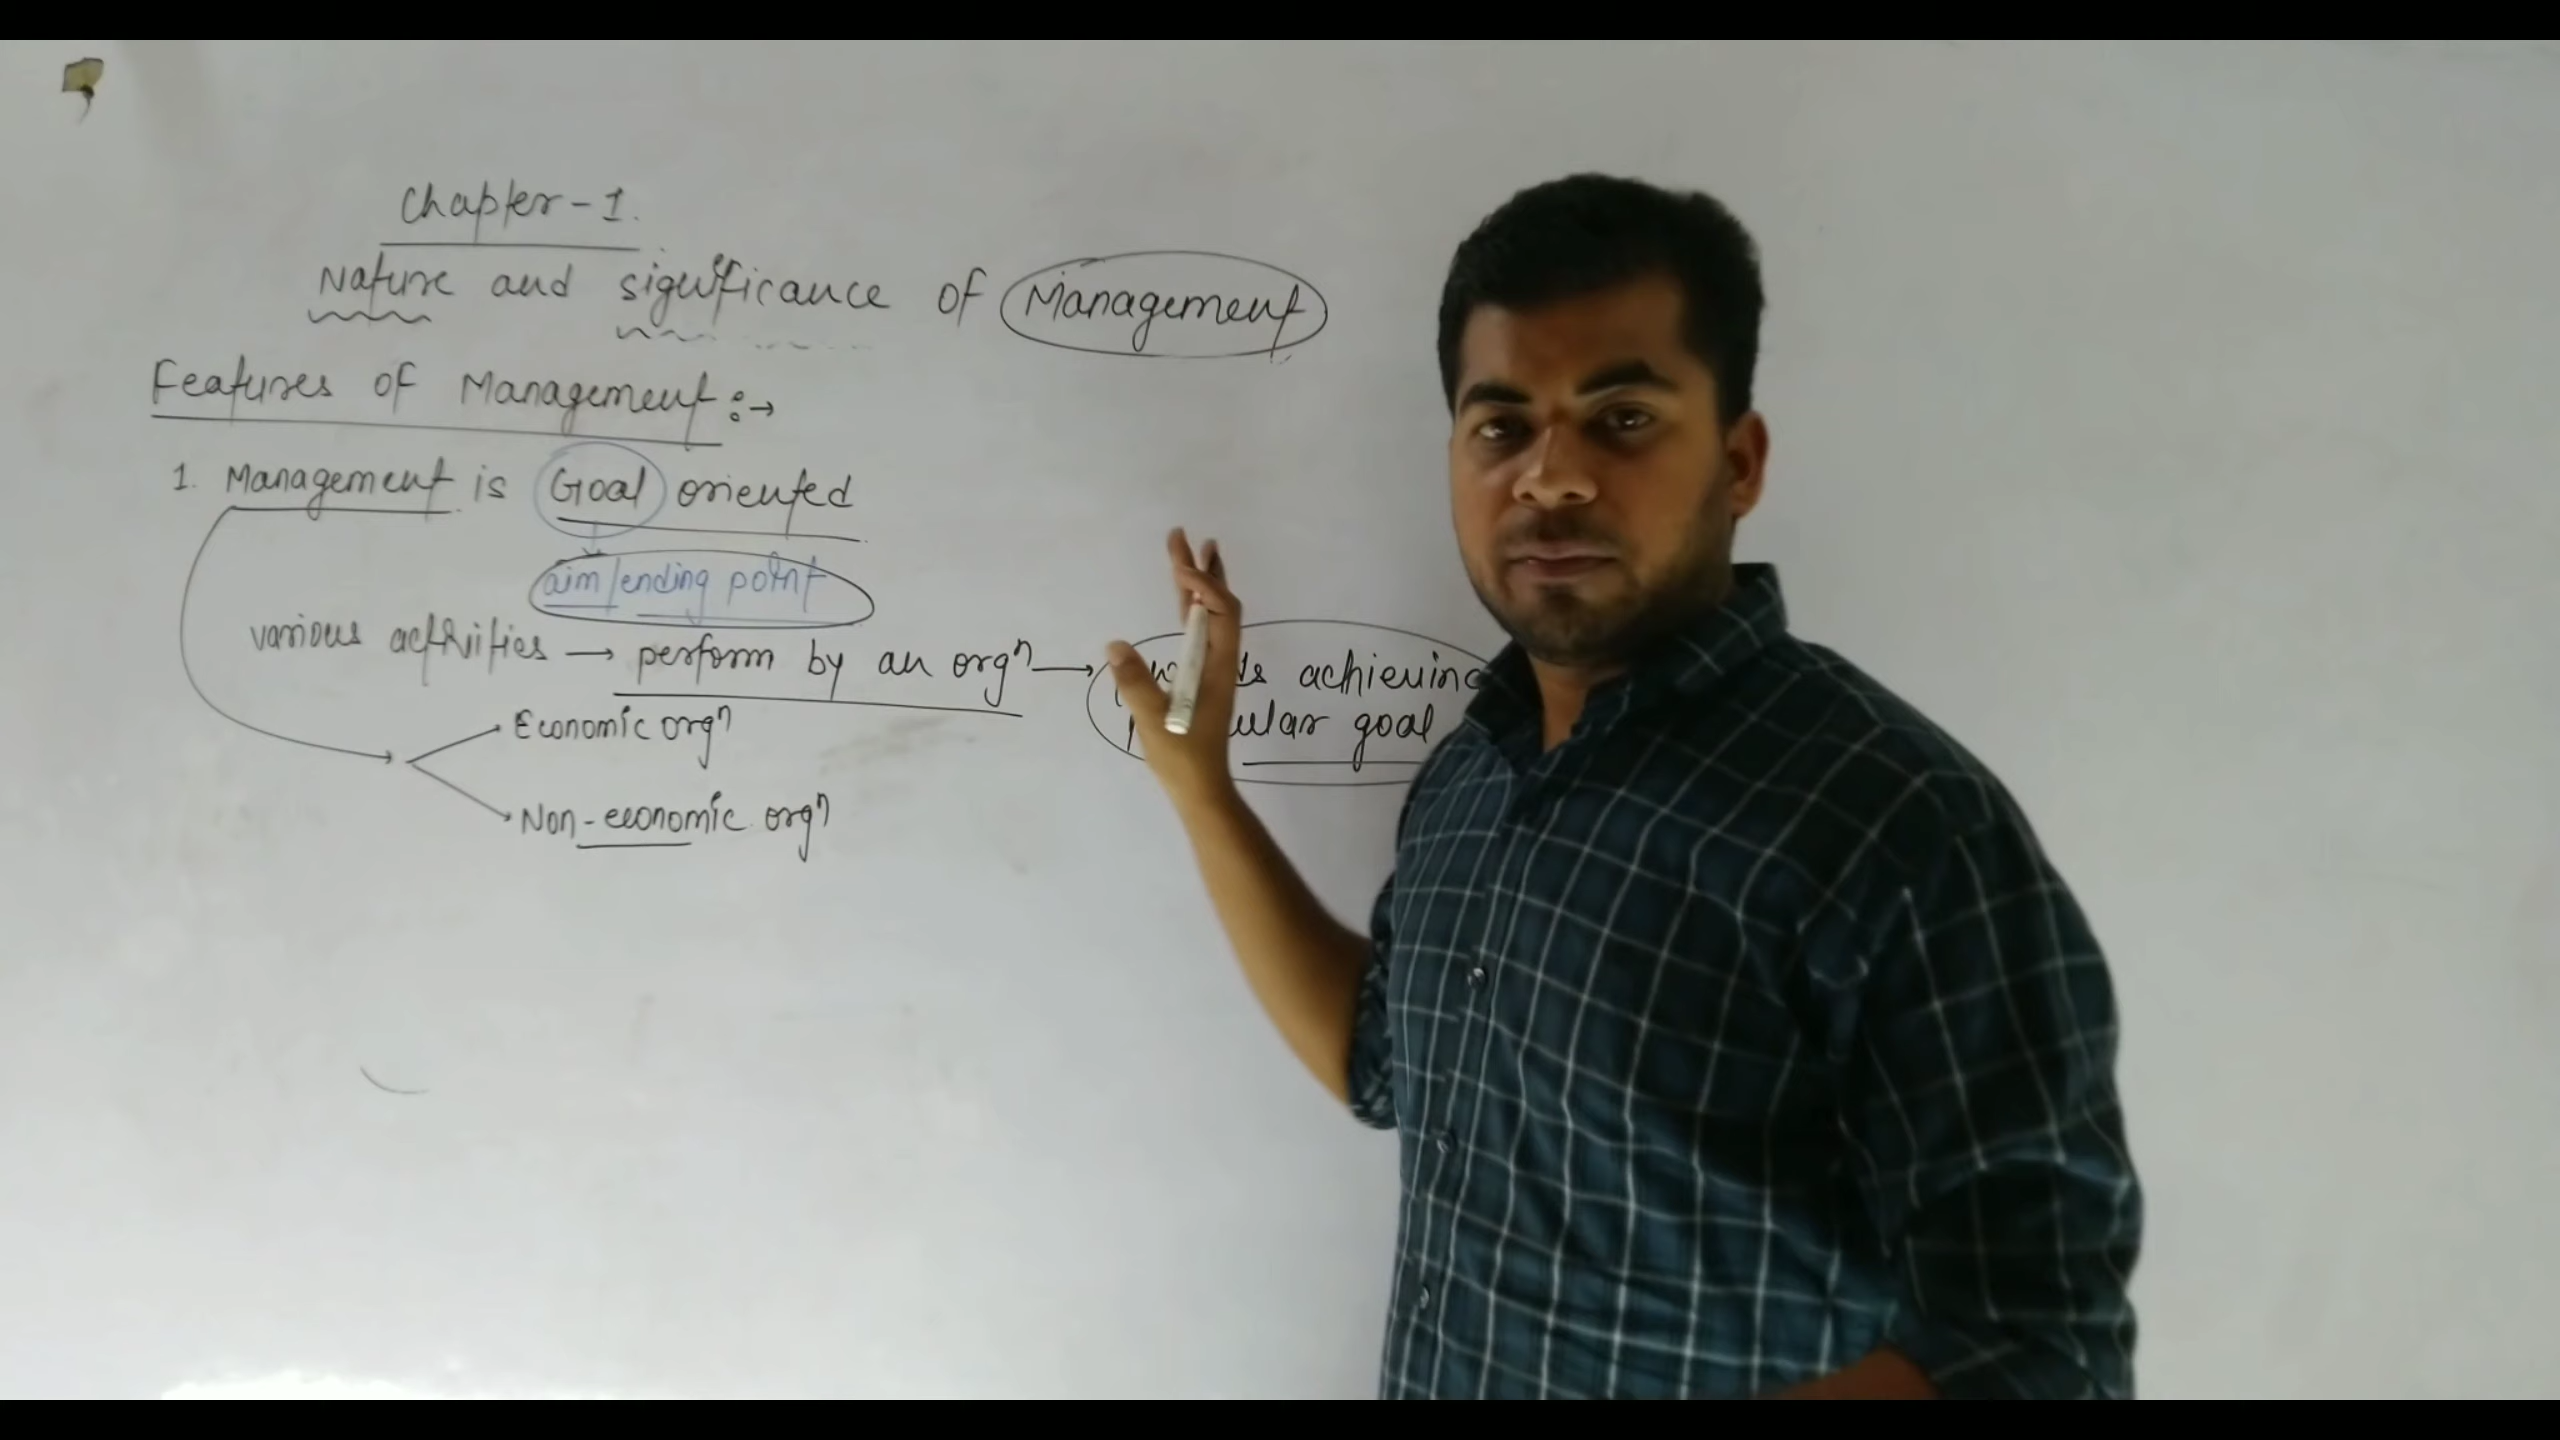 Chapter-1.
Nature and significance of Management
Features of Management :→
1. Management is Goal oriented
aim/ending point
various activities → perform by an orgn →
achieving
goal
Economic orgn
Non-economic orgn